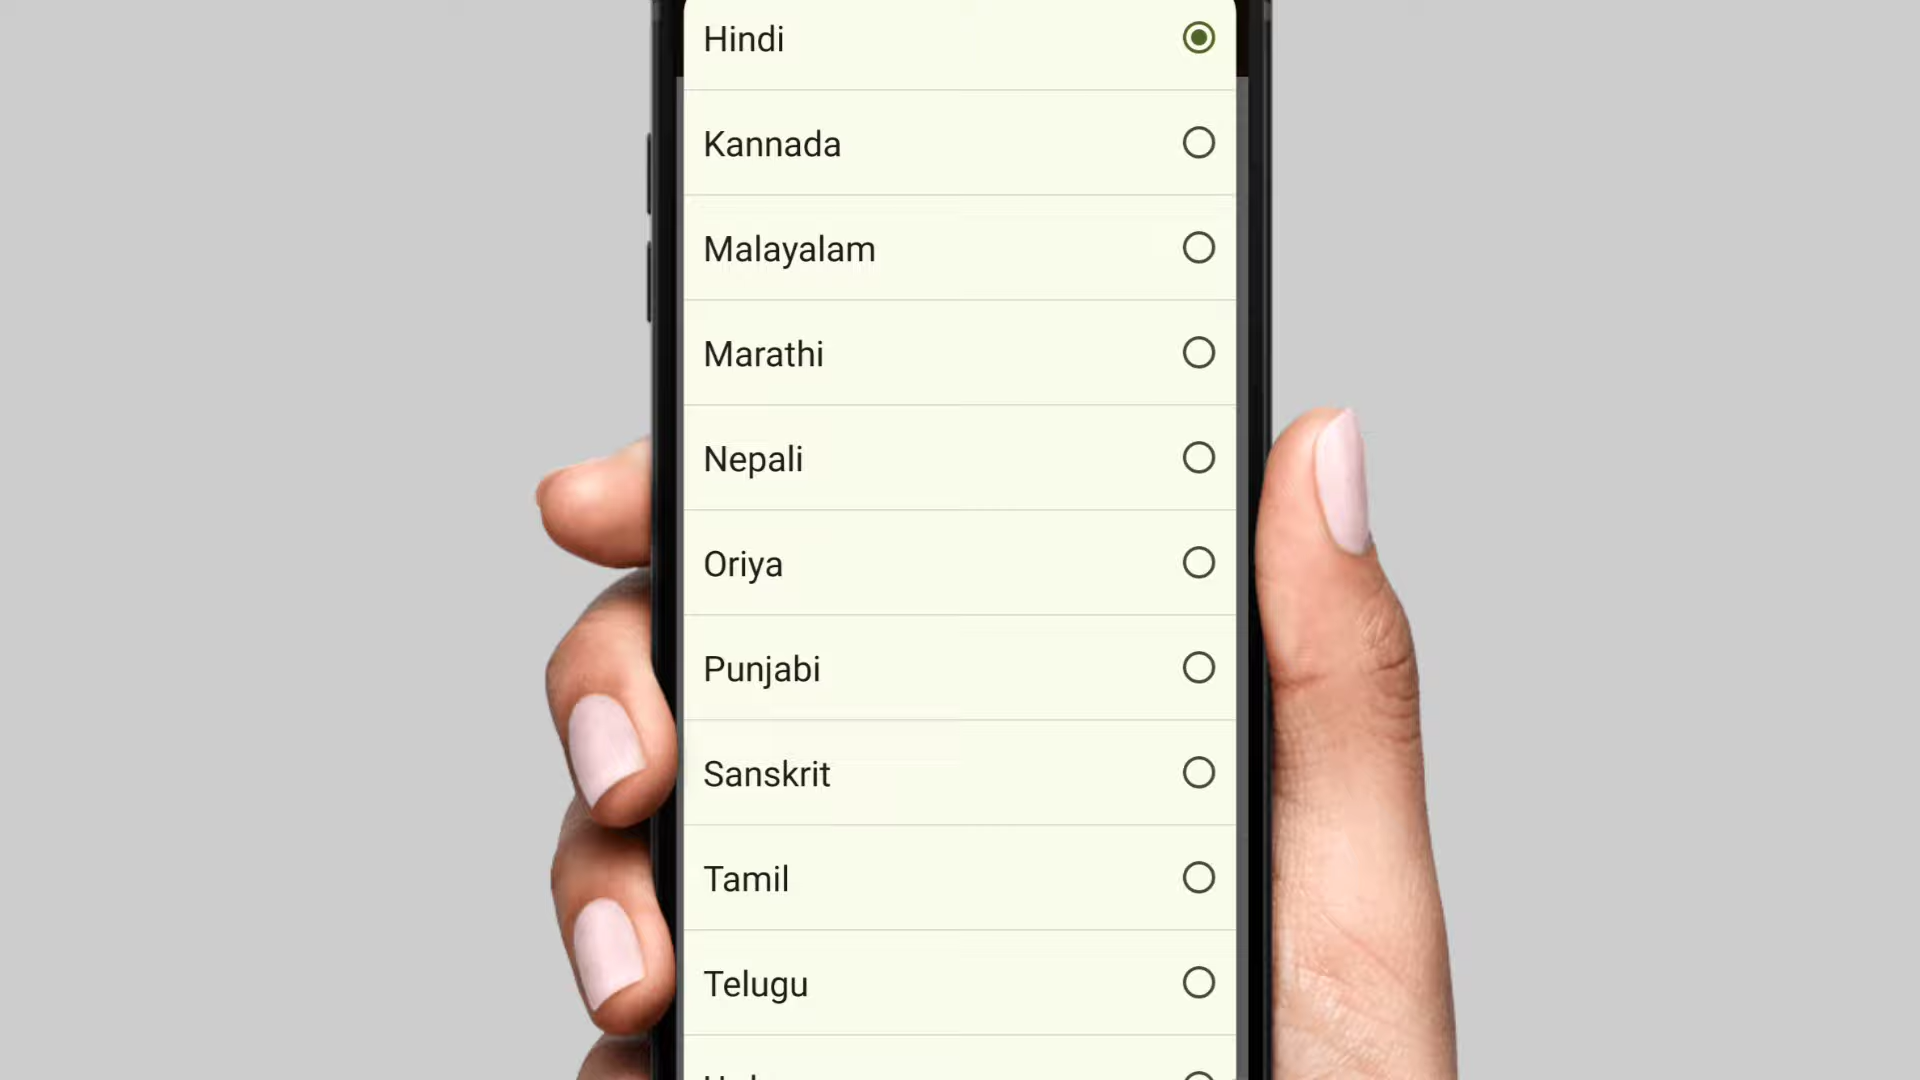 Hindi
Kannada
Malayalam
Marathi
Nepali
Oriya
Punjabi
Sanskrit
Tamil
Telugu